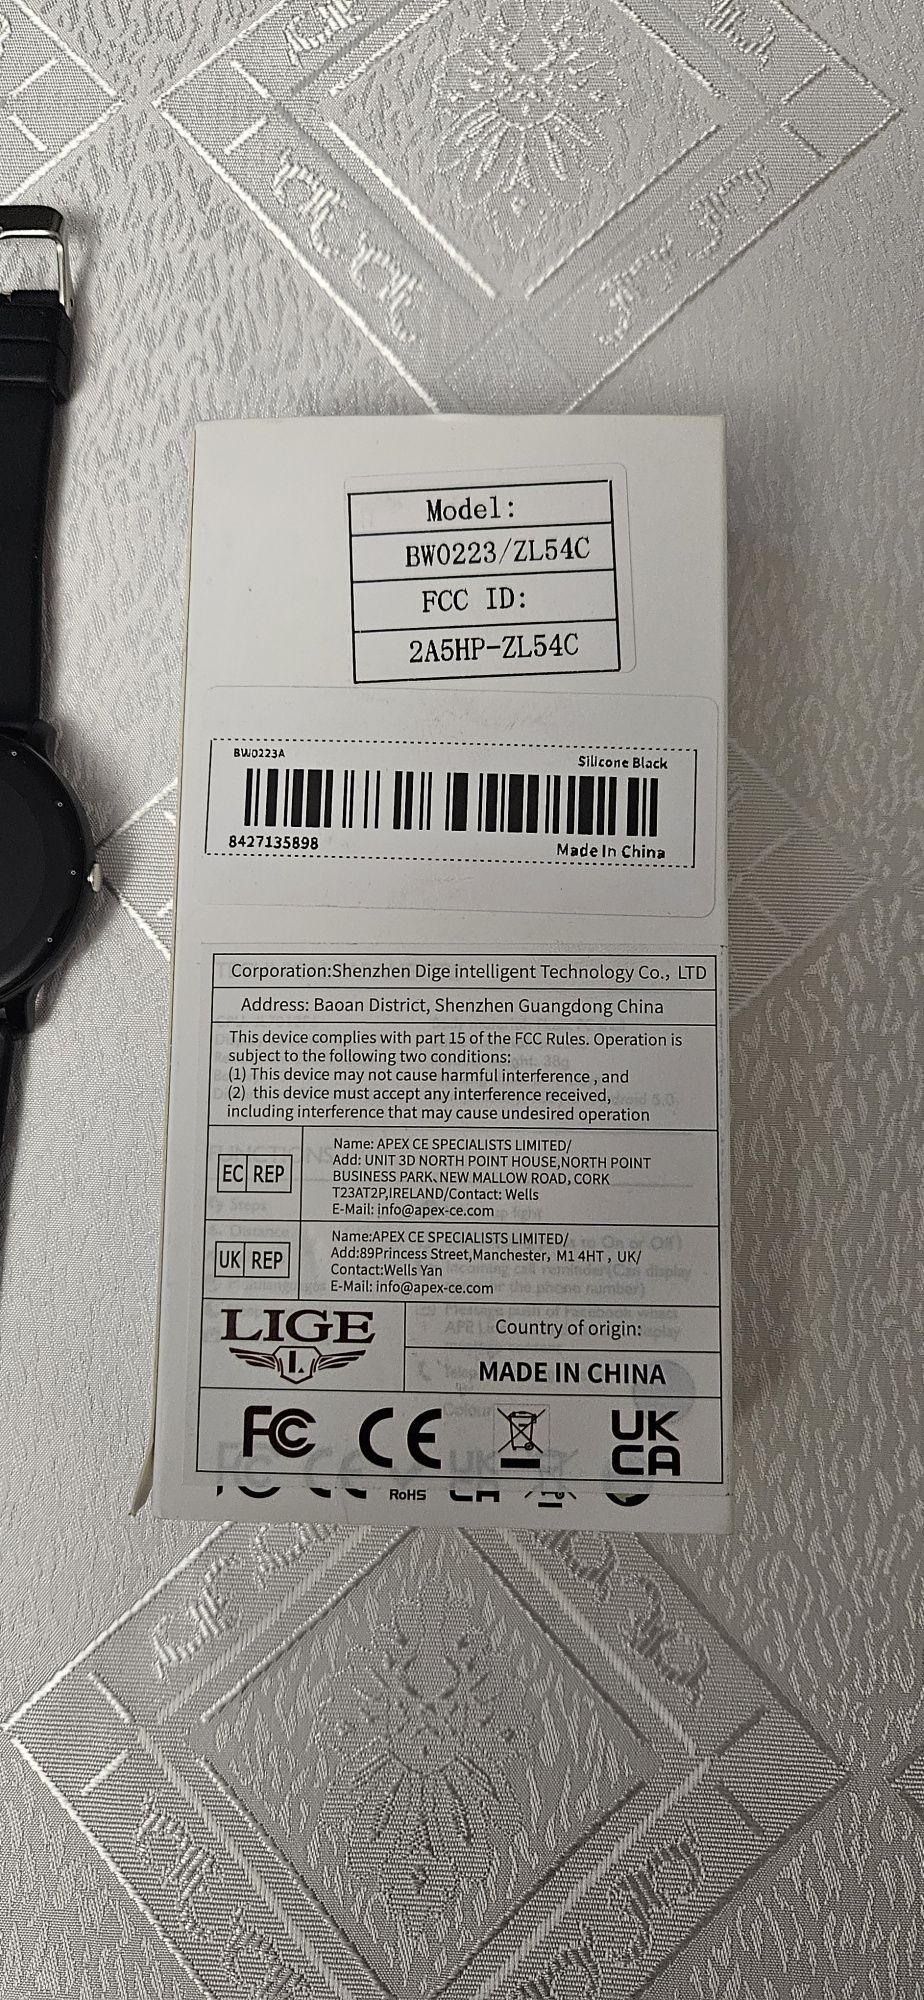 Model:
BW0223/ZL54C
FCC ID:
2A5HP-ZL54C
BW0223A
Silicone Black
8427135898
Made In China
Corporation:Shenzhen Dige intelligent Technology Co., LTD
Address: Baoan District, Shenzhen Guangdong China
This device complies with part 15 of the FCC Rules. Operation is
subject to the following two conditions:
(1) This device may not cause harmful interference , and
(2) this device must accept any interference received,
including interference that may cause undesired operation
EC REP
Name: APEX CE SPECIALISTS LIMITED/
Add: UNIT 3D NORTH POINT HOUSE,NORTH POINT
BUSINESS PARK, NEW MALLOW ROAD, CORK
T23AT2P,IRELAND/Contact: Wells
E-Mail: info@apex-ce.com
UK REP
Name:APEX CE SPECIALISTS LIMITED/
Add:89Princess Street,Manchester, M1 4HT , UK/
Contact:Wells Yan
E-Mail: info@apex-ce.com
LIGE
L
Country of origin:
MADE IN CHINA
FC CE UK
CA
RoHS